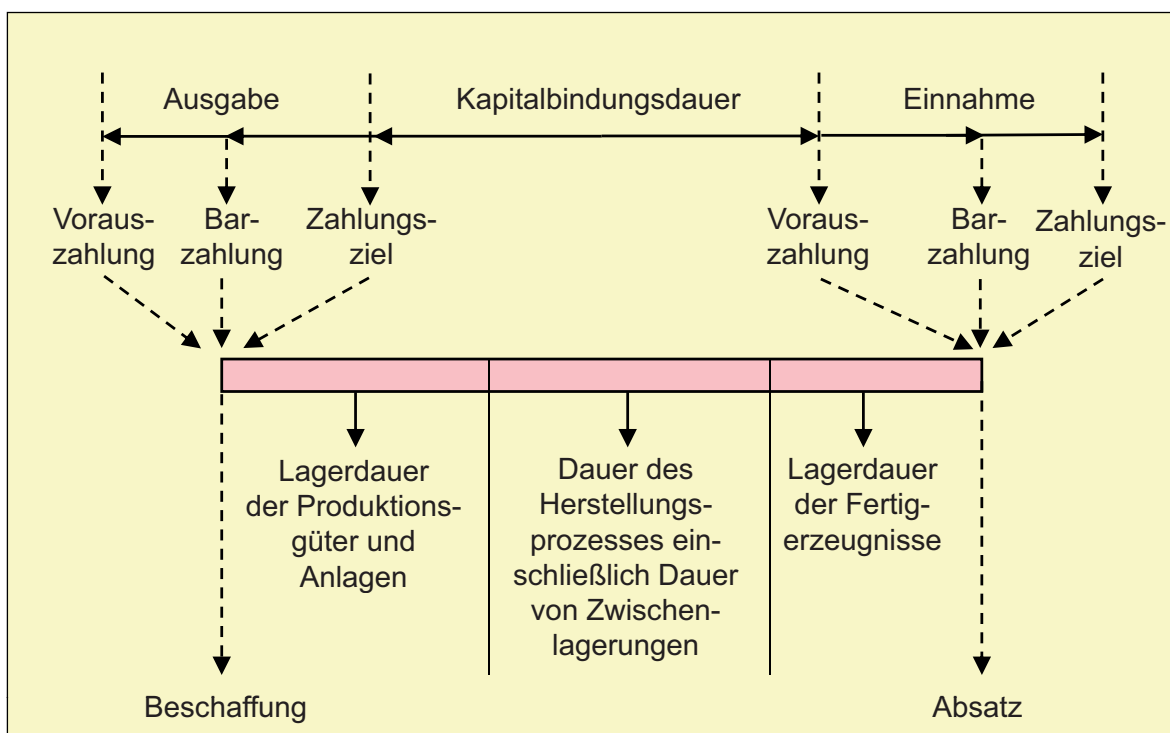 Ausgabe
Kapitalbindungsdauer
Einnahme
Voraus-
zahlung
Bar-
zahlung
Zahlungs-
ziel
Voraus-
zahlung
Bar-
zahlung
Zahlungs-
ziel
Lagerdauer
der Produktions-
güter und
Anlagen
Dauer des
Herstellungs-
prozesses ein-
schließlich Dauer
von Zwischen-
lagerungen
Lagerdauer
der Fertig-
erzeugnisse
Beschaffung
Absatz